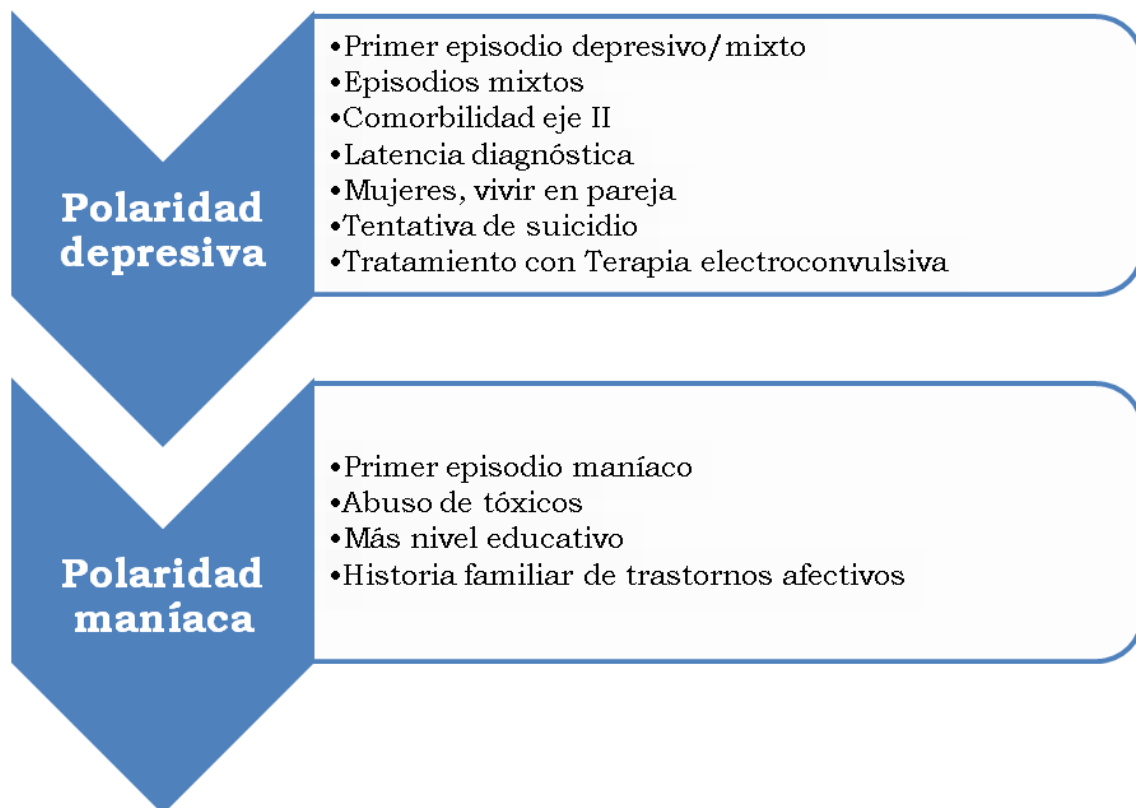 Polaridad
depresiva
•Primer episodio depresivo/mixto
•Episodios mixtos
•Comorbilidad eje II
•Latencia diagnóstica
•Mujeres, vivir en pareja
•Tentativa de suicidio
•Tratamiento con Terapia electroconvulsiva
Polaridad
maníaca
•Primer episodio maníaco
•Abuso de tóxicos
•Más nivel educativo
•Historia familiar de trastornos afectivos